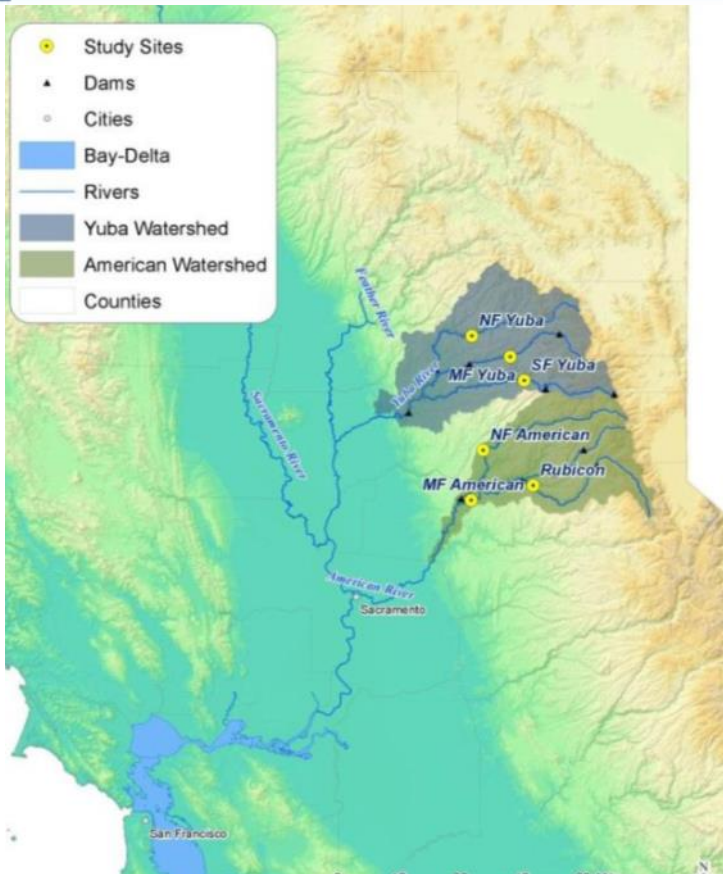 Study Sites
Dams
Cities
Bay-Delta
Rivers
Yuba Watershed
American Watershed
Counties
Feather River
NF Yuba
SF Yuba
MF Yuba
Yuba River
Sacramento River
NF American
Rubicon
MF American
American River
Sacramento
San Francisco
N